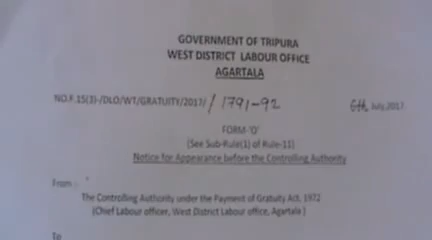 GOVERNMENT OF TRIPURA
WEST DISTRICT LABOUR OFFICE
AGARTALA
NO.F.15(3)-/DLO/WT/GRATUITY/2017/ / 1791-92 6th July,2017.
FORM-'O'
(See Sub-Rule(1) of Rule-11)
Notice for Appearance before the Controlling Authority
From :
The Controlling Authority under the Payment of Gratuity Act, 1972
(Chief Labour officer, West District Labour office, Agartala )
To